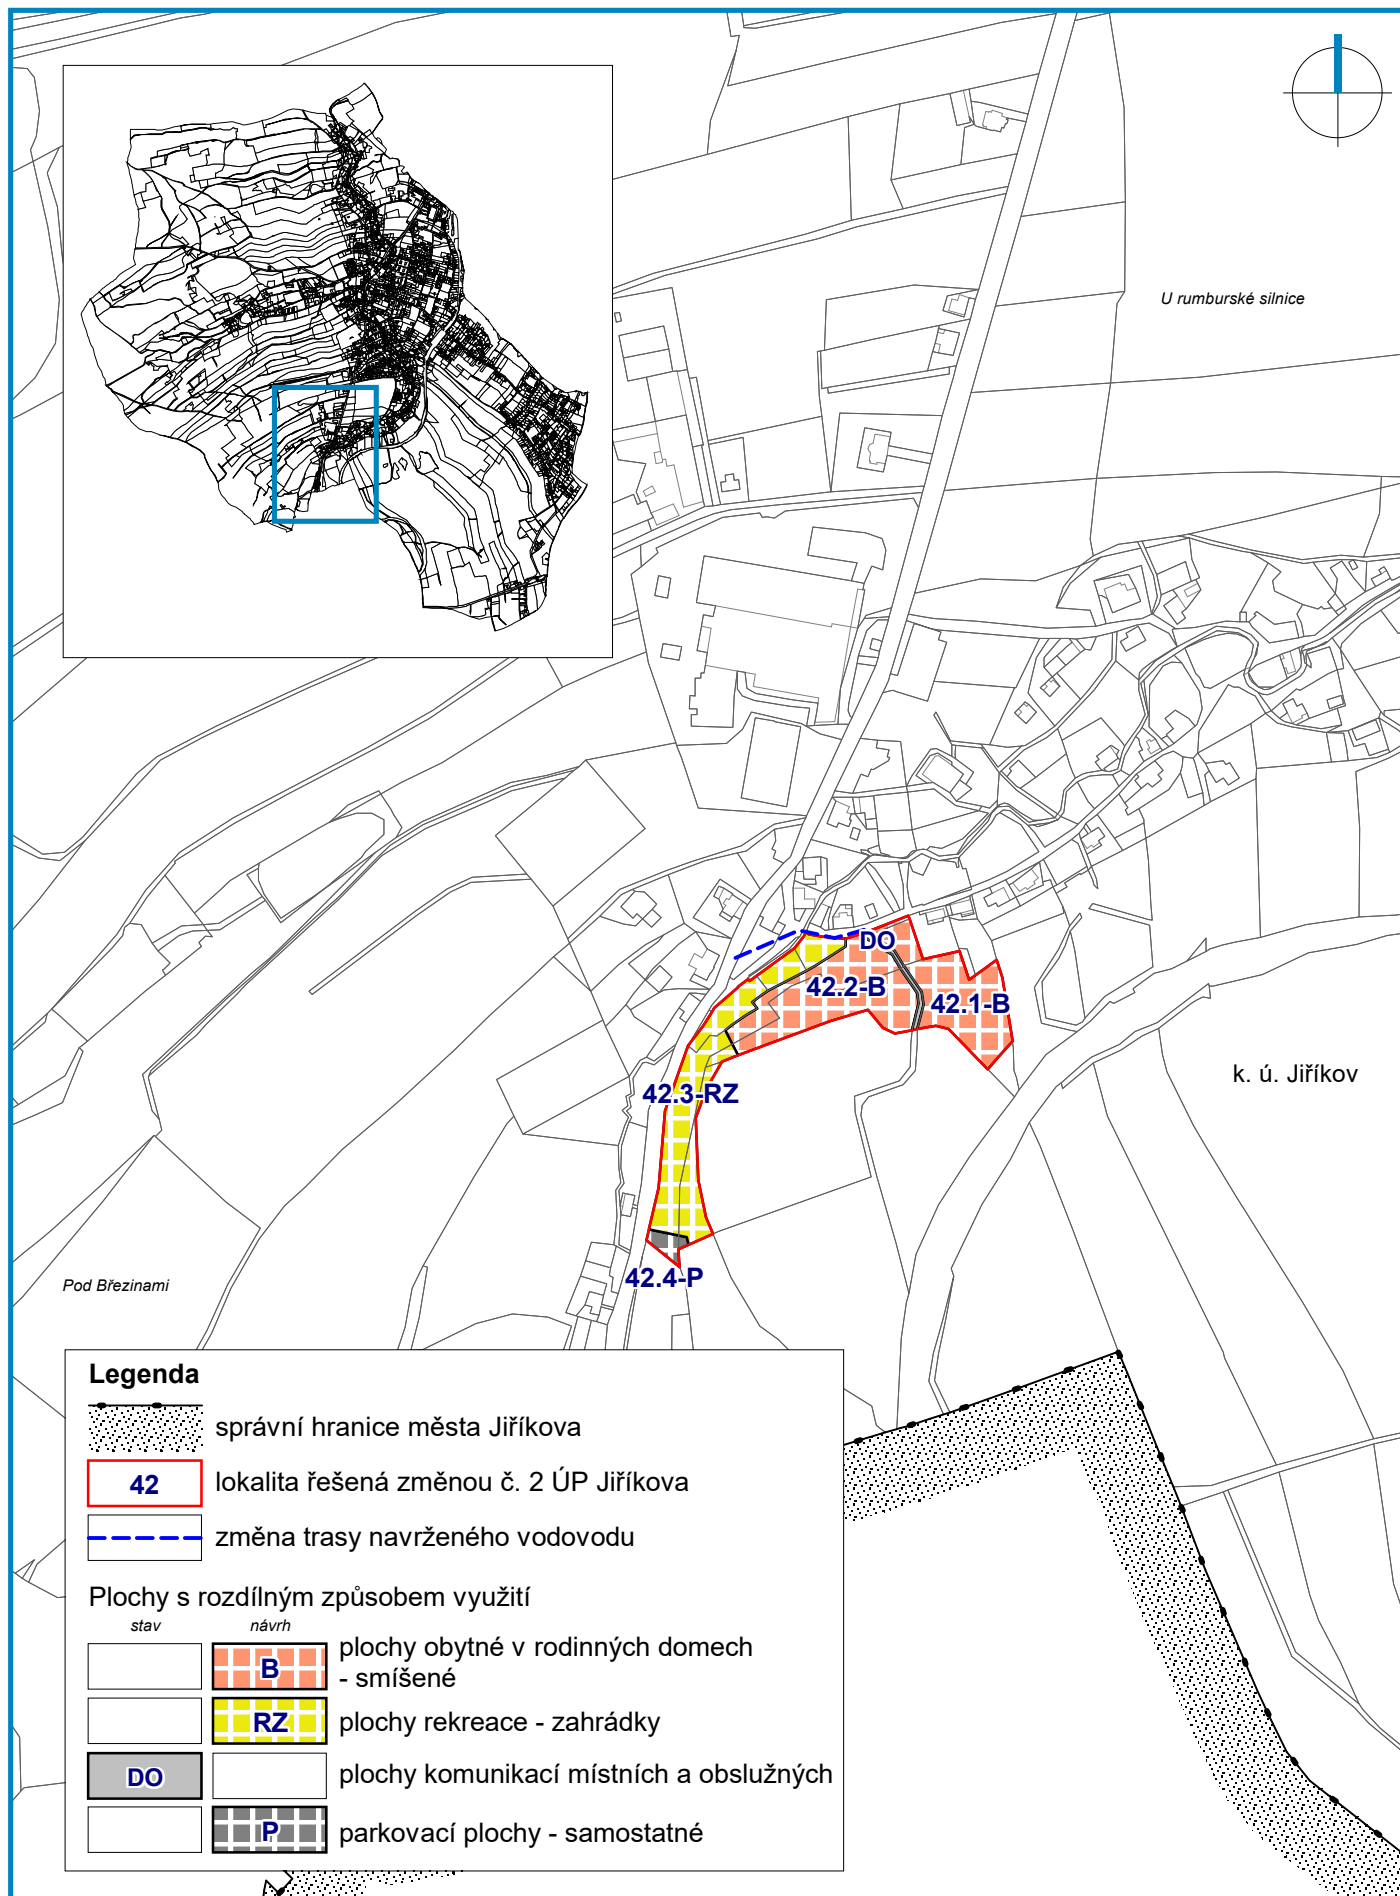 U rumburské silnice
DO
42.2-B
42.1-B
k. ú. Jiříkov
42.3-RZ
42.4-P
Pod Březinami
Legenda
správní hranice města Jiříkova
42 lokalita řešená změnou č. 2 ÚP Jiříkova
změna trasy navrženého vodovodu
Plochy s rozdílným způsobem využití
stav návrh
B plochy obytné v rodinných domech
- smíšené
RZ plochy rekreace - zahrádky
DO plochy komunikací místních a obslužných
P parkovací plochy - samostatné